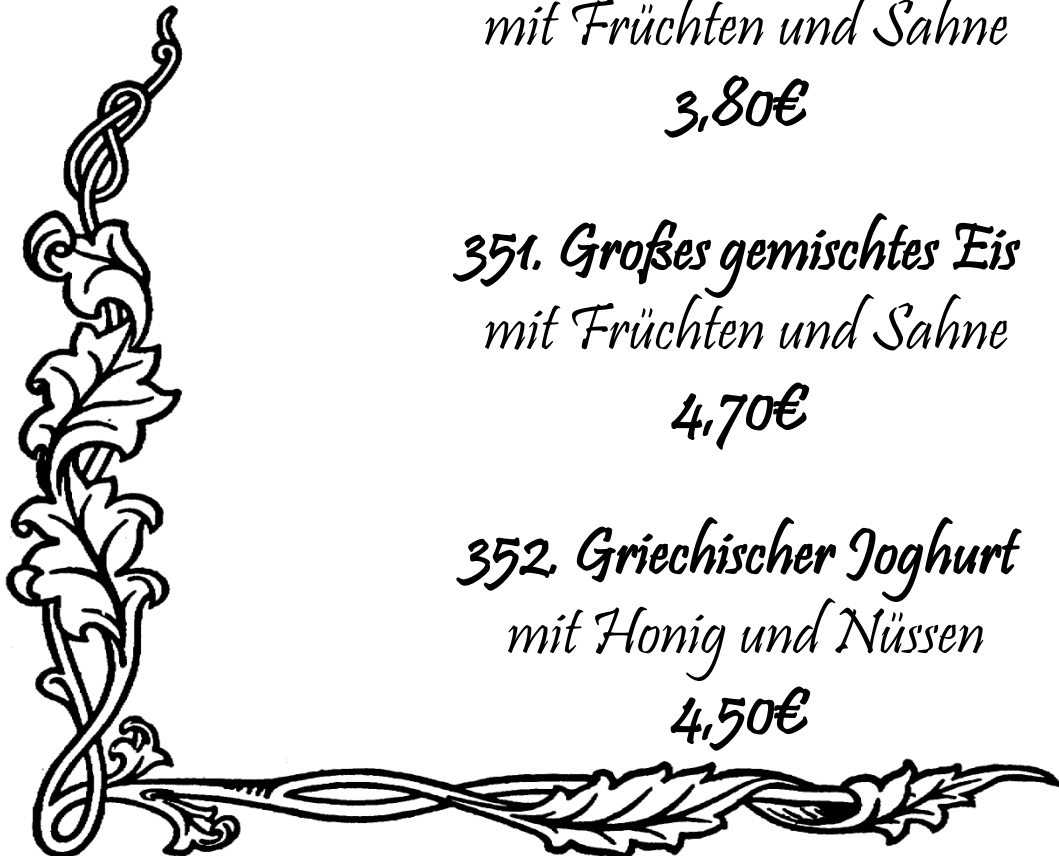 mit Früchten und Sahne
3,80€
351. Großes gemischtes Eis
mit Früchten und Sahne
4,70€
352. Griechischer Joghurt
mit Honig und Nüssen
4,50€